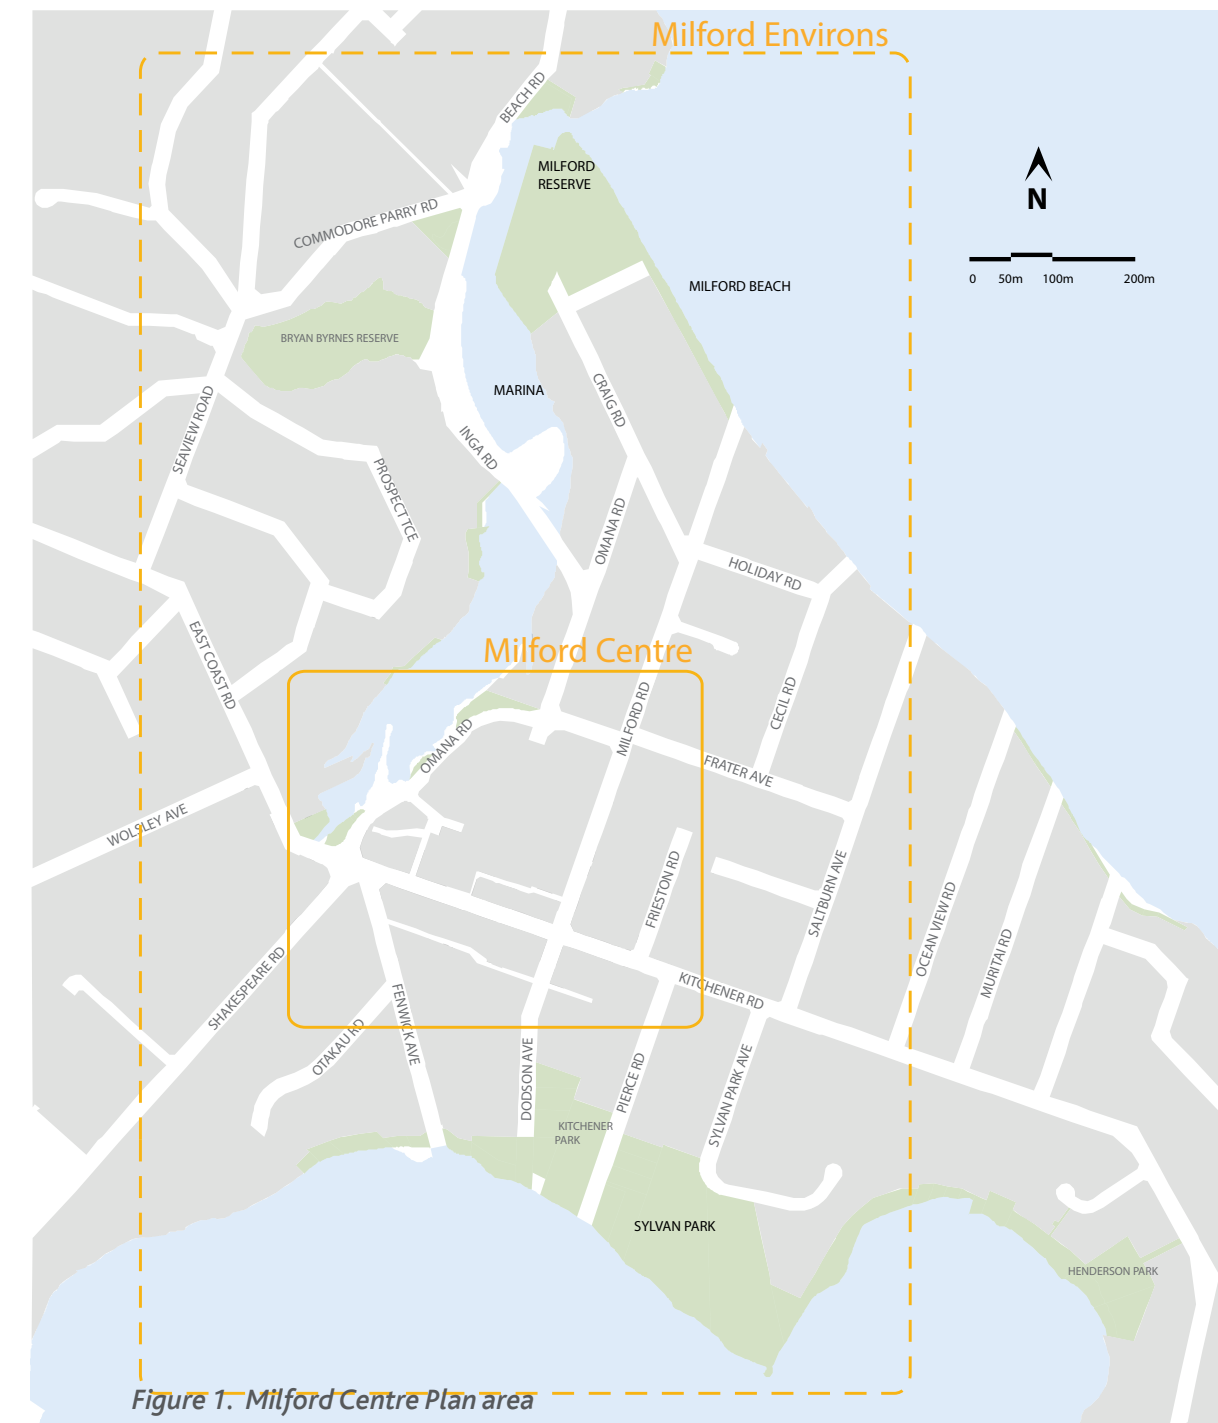 Milford Environs
BEACH RD
MILFORD
RESERVE
N
COMMODORE PARRY RD
0 50m 100m 200m
MILFORD BEACH
BRYAN BYRNES RESERVE
MARINA
CRAIG RD
SEAVIEW ROAD
INGA RD
PROSPECT TCE
OMANA RD
HOLIDAY RD
Milford Centre
EAST COAST RD
CECIL RD
MILFORD RD
OMANA RD
FRATER AVE
WOLSLEY AVE
FRIESTON RD
SALTBURN AVE
OCEAN VIEW RD
MURITAI RD
SHAKESPEARE RD
KITCHENER RD
FENWICK AVE
OTAKAU RD
DODSON AVE
PIERCE RD
SYLVAN PARK AVE
KITCHENER
PARK
SYLVAN PARK
HENDERSON PARK
Figure 1. Milford Centre Plan area